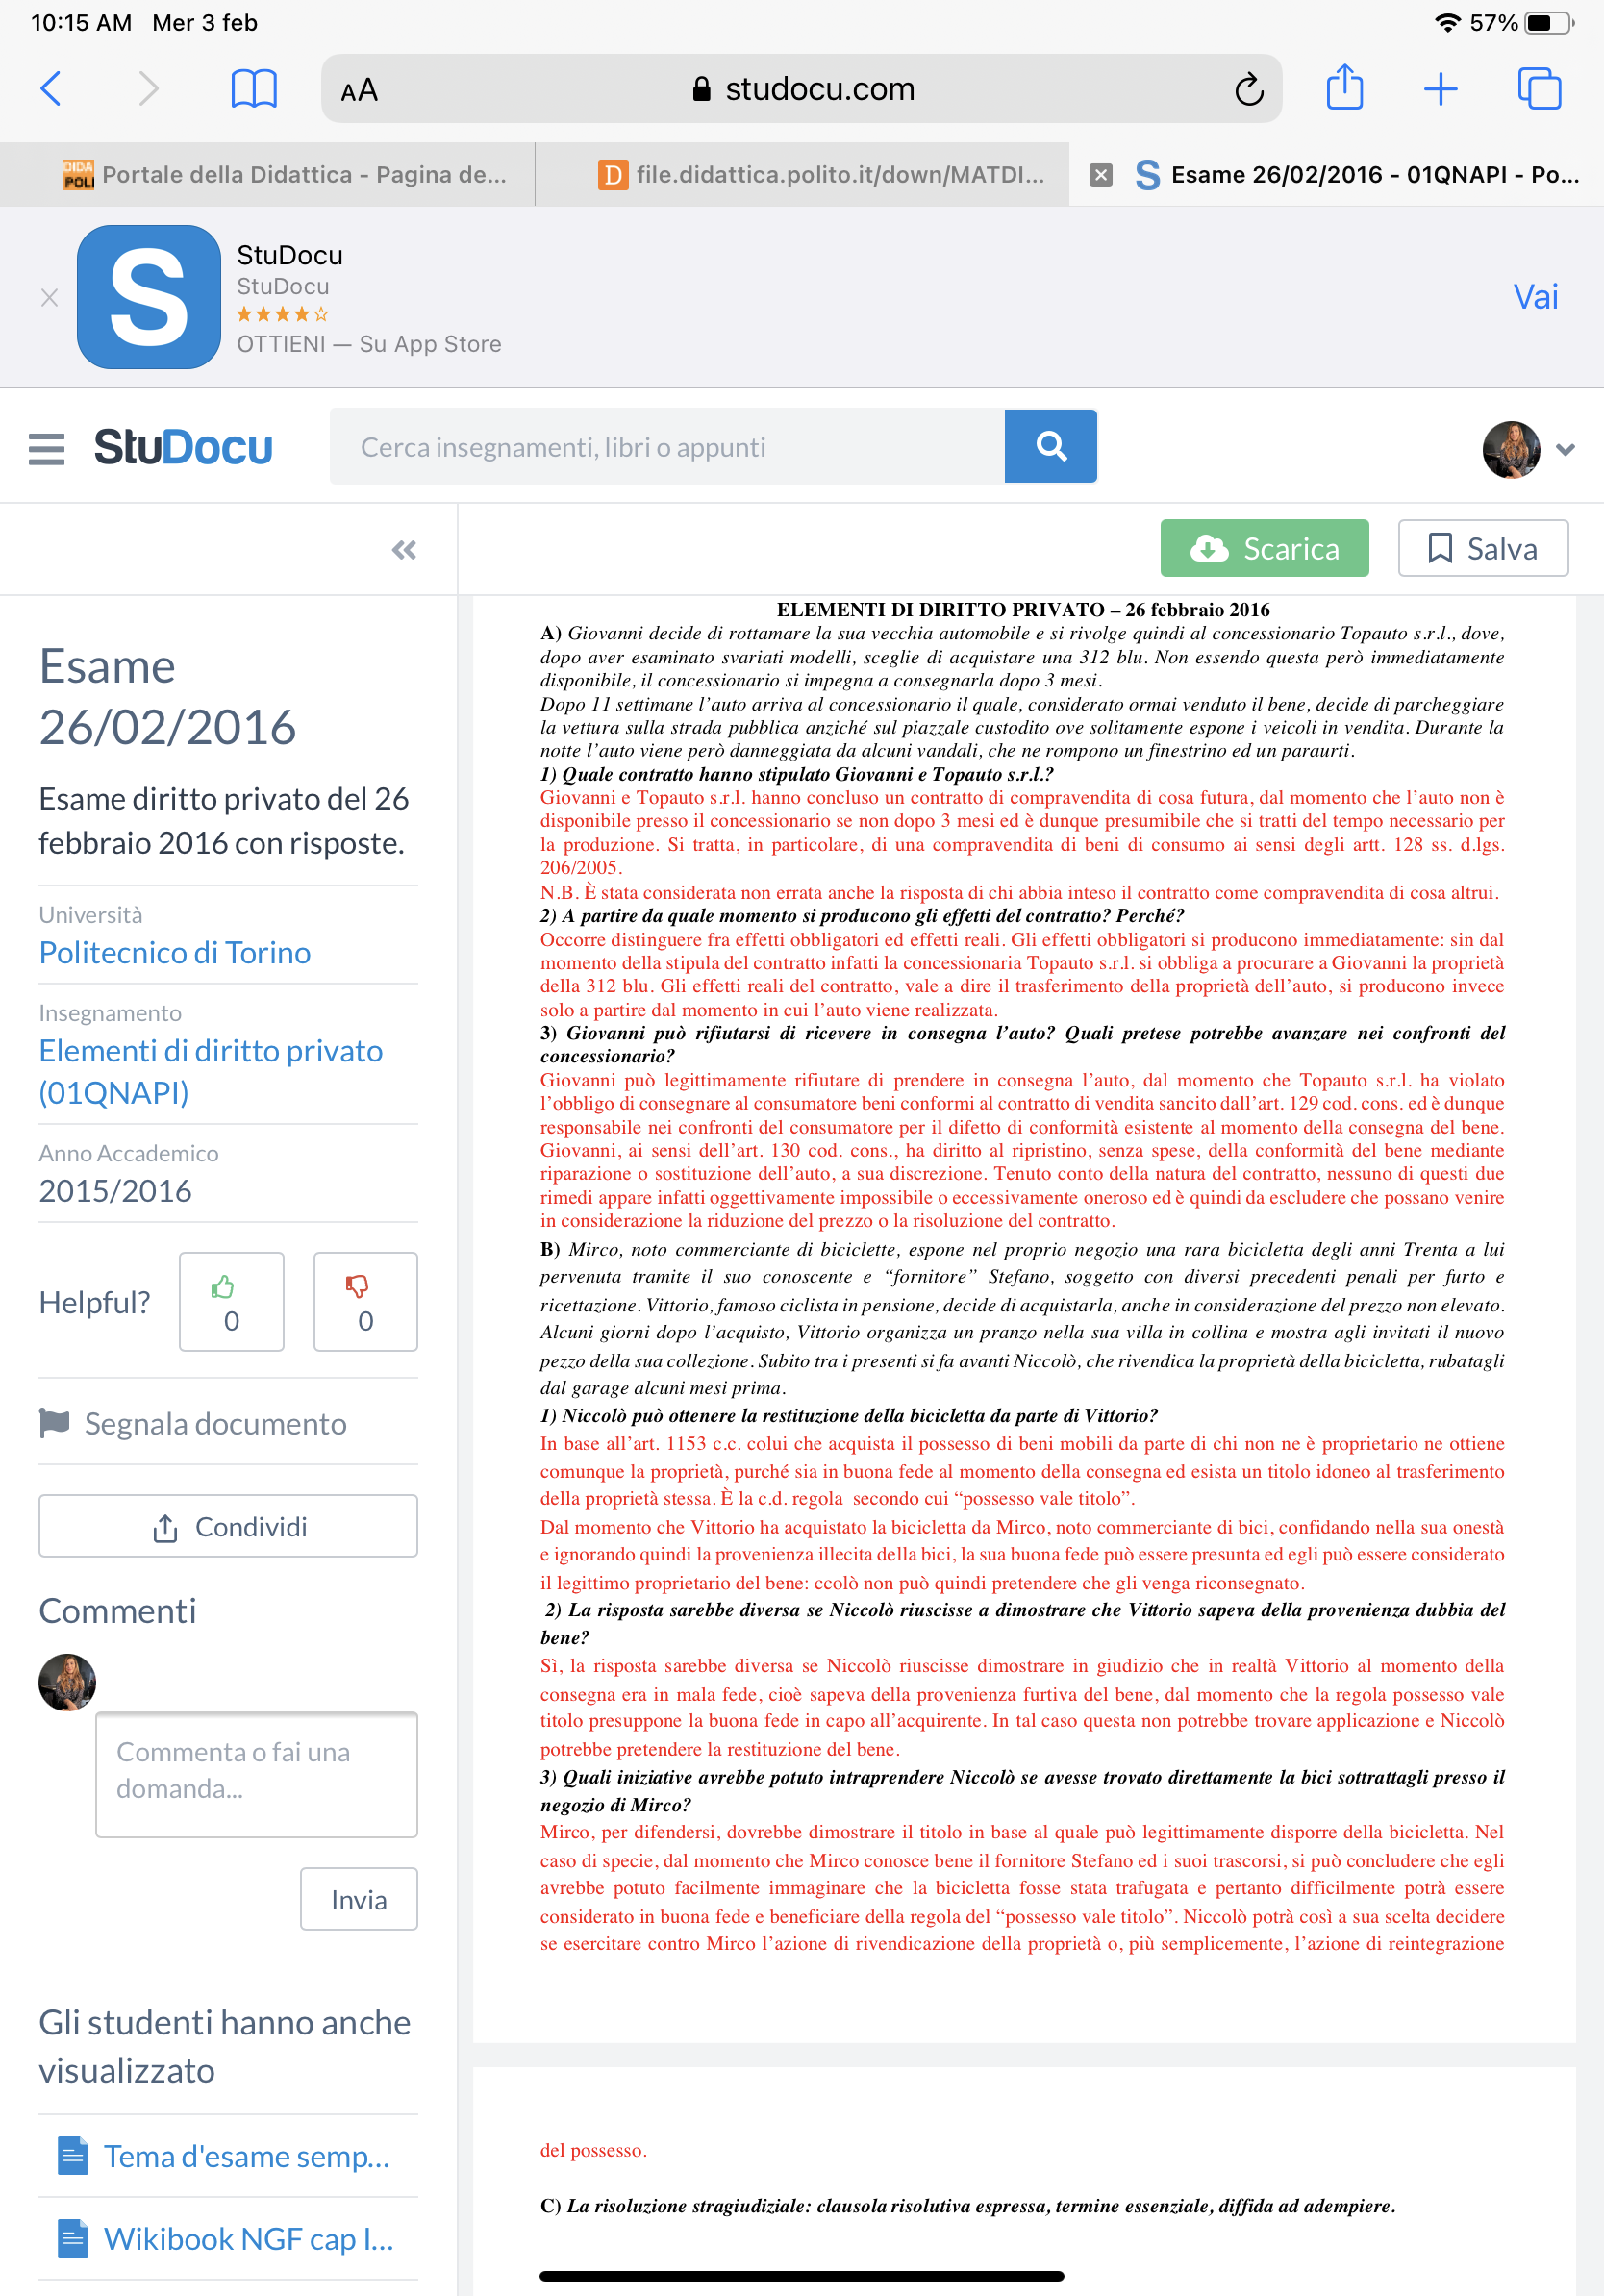 10:15 AM Mer 3 feb
57%
AA
studocu.com
Portale della Didattica - Pagina de...
D
file.didattica.polito.it/down/MATDI...
Esame 26/02/2016 - 01QNAPI - Po...
S
StuDocu
StuDocu
OTTIENI — Su App Store
Vai
StuDocu
Cerca insegnamenti, libri o appunti
Scarica
Salva
Esame
26/02/2016
Esame diritto privato del 26
febbraio 2016 con risposte.
Università
Politecnico di Torino
Insegnamento
Elementi di diritto privato
(01QNAPI)
Anno Accademico
2015/2016
Helpful?
0
0
Segnala documento
Condividi
Commenti
Commenta o fai una
domanda...
Invia
Gli studenti hanno anche
visualizzato
Tema d'esame semp...
Wikibook NGF cap I...
ELEMENTI DI DIRITTO PRIVATO – 26 febbraio 2016
A) Giovanni decide di rottamare la sua vecchia automobile e si rivolge quindi al concessionario Topauto s.r.l., dove,
dopo aver esaminato svariati modelli, sceglie di acquistare una 312 blu. Non essendo questa però immediatamente
disponibile, il concessionario si impegna a consegnarla dopo 3 mesi.
Dopo 11 settimane l'auto arriva al concessionario il quale, considerato ormai venduto il bene, decide di parcheggiare
la vettura sulla strada pubblica anziché sul piazzale custodito ove solitamente espone i veicoli in vendita. Durante la
notte l'auto viene però danneggiata da alcuni vandali, che ne rompono un finestrino ed un paraurti.
1) Quale contratto hanno stipulato Giovanni e Topauto s.r.l.?
Giovanni e Topauto s.r.l. hanno concluso un contratto di compravendita di cosa futura, dal momento che l'auto non è
disponibile presso il concessionario se non dopo 3 mesi ed è dunque presumibile che si tratti del tempo necessario per
la produzione. Si tratta, in particolare, di una compravendita di beni di consumo ai sensi degli artt. 128 ss. d.lgs.
206/2005.
N.B. È stata considerata non errata anche la risposta di chi abbia inteso il contratto come compravendita di cosa altrui.
2) A partire da quale momento si producono gli effetti del contratto? Perché?
Occorre distinguere fra effetti obbligatori ed effetti reali. Gli effetti obbligatori si producono immediatamente: sin dal
momento della stipula del contratto infatti la concessionaria Topauto s.r.l. si obbliga a procurare a Giovanni la proprietà
della 312 blu. Gli effetti reali del contratto, vale a dire il trasferimento della proprietà dell'auto, si producono invece
solo a partire dal momento in cui l'auto viene realizzata.
3) Giovanni può rifiutarsi di ricevere in consegna l'auto? Quali pretese potrebbe avanzare nei confronti del
concessionario?
Giovanni può legittimamente rifiutare di prendere in consegna l'auto, dal momento che Topauto s.r.l. ha violato
l'obbligo di consegnare al consumatore beni conformi al contratto di vendita sancito dall'art. 129 cod. cons. ed è dunque
responsabile nei confronti del consumatore per il difetto di conformità esistente al momento della consegna del bene.
Giovanni, ai sensi dell'art. 130 cod. cons., ha diritto al ripristino, senza spese, della conformità del bene mediante
riparazione o sostituzione dell'auto, a sua discrezione. Tenuto conto della natura del contratto, nessuno di questi due
rimedi appare infatti oggettivamente impossibile o eccessivamente oneroso ed è quindi da escludere che possano venire
in considerazione la riduzione del prezzo o la risoluzione del contratto.
B) Mirco, noto commerciante di biciclette, espone nel proprio negozio una rara bicicletta degli anni Trenta a lui
pervenuta tramite il suo conoscente e “fornitore” Stefano, soggetto con diversi precedenti penali per furto e
ricettazione. Vittorio, famoso ciclista in pensione, decide di acquistarla, anche in considerazione del prezzo non elevato.
Alcuni giorni dopo l'acquisto, Vittorio organizza un pranzo nella sua villa in collina e mostra agli invitati il nuovo
pezzo della sua collezione. Subito tra i presenti si fa avanti Niccolò, che rivendica la proprietà della bicicletta, rubatagli
dal garage alcuni mesi prima.
1) Niccolò può ottenere la restituzione della bicicletta da parte di Vittorio?
In base all'art. 1153 c.c. colui che acquista il possesso di beni mobili da parte di chi non ne è proprietario ne ottiene
comunque la proprietà, purché sia in buona fede al momento della consegna ed esista un titolo idoneo al trasferimento
della proprietà stessa. È la c.d. regola secondo cui “possesso vale titolo”.
Dal momento che Vittorio ha acquistato la bicicletta da Mirco, noto commerciante di bici, confidando nella sua onestà
e ignorando quindi la provenienza illecita della bici, la sua buona fede può essere presunta ed egli può essere considerato
il legittimo proprietario del bene: ccolò non può quindi pretendere che gli venga riconsegnato.
2) La risposta sarebbe diversa se Niccolò riuscisse a dimostrare che Vittorio sapeva della provenienza dubbia del
bene?
Sì, la risposta sarebbe diversa se Niccolò riuscisse dimostrare in giudizio che in realtà Vittorio al momento della
consegna era in mala fede, cioè sapeva della provenienza furtiva del bene, dal momento che la regola possesso vale
titolo presuppone la buona fede in capo all'acquirente. In tal caso questa non potrebbe trovare applicazione e Niccolò
potrebbe pretendere la restituzione del bene.
3) Quali iniziative avrebbe potuto intraprendere Niccolò se avesse trovato direttamente la bici sottrattagli presso il
negozio di Mirco?
Mirco, per difendersi, dovrebbe dimostrare il titolo in base al quale può legittimamente disporre della bicicletta. Nel
caso di specie, dal momento che Mirco conosce bene il fornitore Stefano ed i suoi trascorsi, si può concludere che egli
avrebbe potuto facilmente immaginare che la bicicletta fosse stata trafugata e pertanto difficilmente potrà essere
considerato in buona fede e beneficiare della regola del “possesso vale titolo”. Niccolò potrà così a sua scelta decidere
se esercitare contro Mirco l'azione di rivendicazione della proprietà o, più semplicemente, l'azione di reintegrazione
del possesso.
C) La risoluzione stragiudiziale: clausola risolutiva espressa, termine essenziale, diffida ad adempiere.